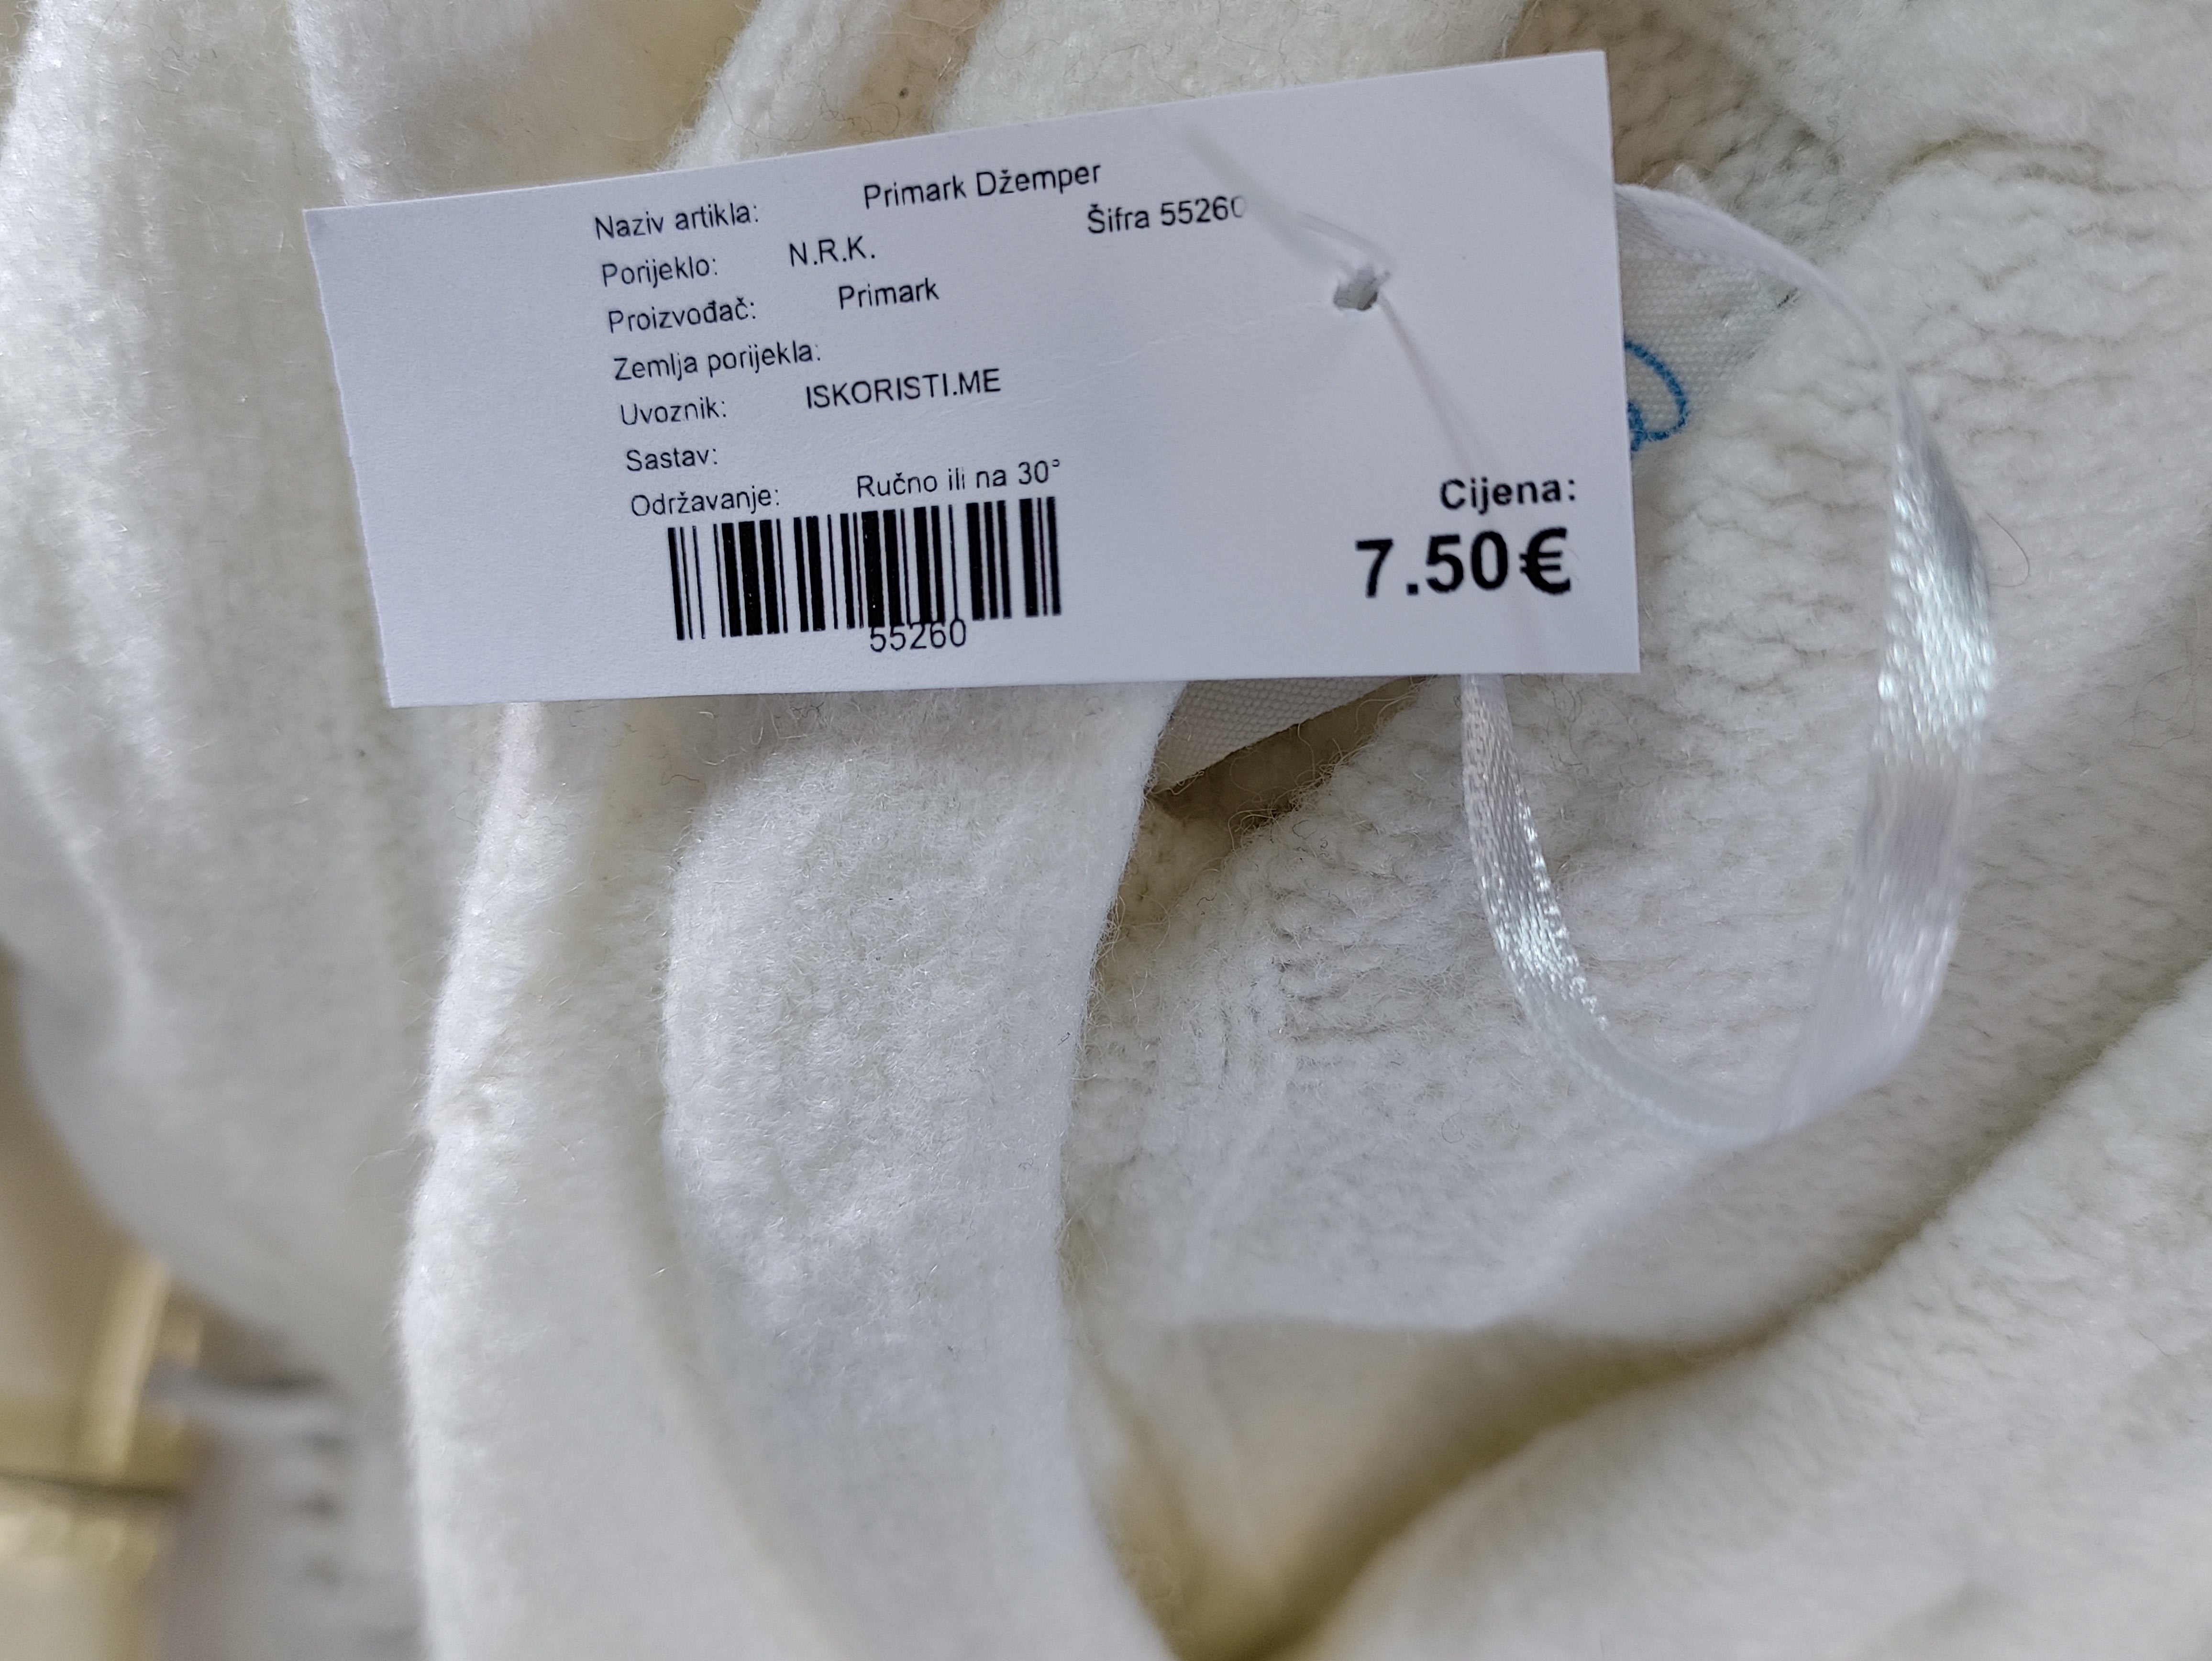 Naziv artikla: Primark Džemper
Porijeklo: N.R.K. Šifra 55260
Proizvođač: Primark
Zemlja porijekla:
Uvoznik: ISKORISTI.ME
Sastav:
Održavanje: Ručno ili na 30°
55260
Cijena:
7.50€